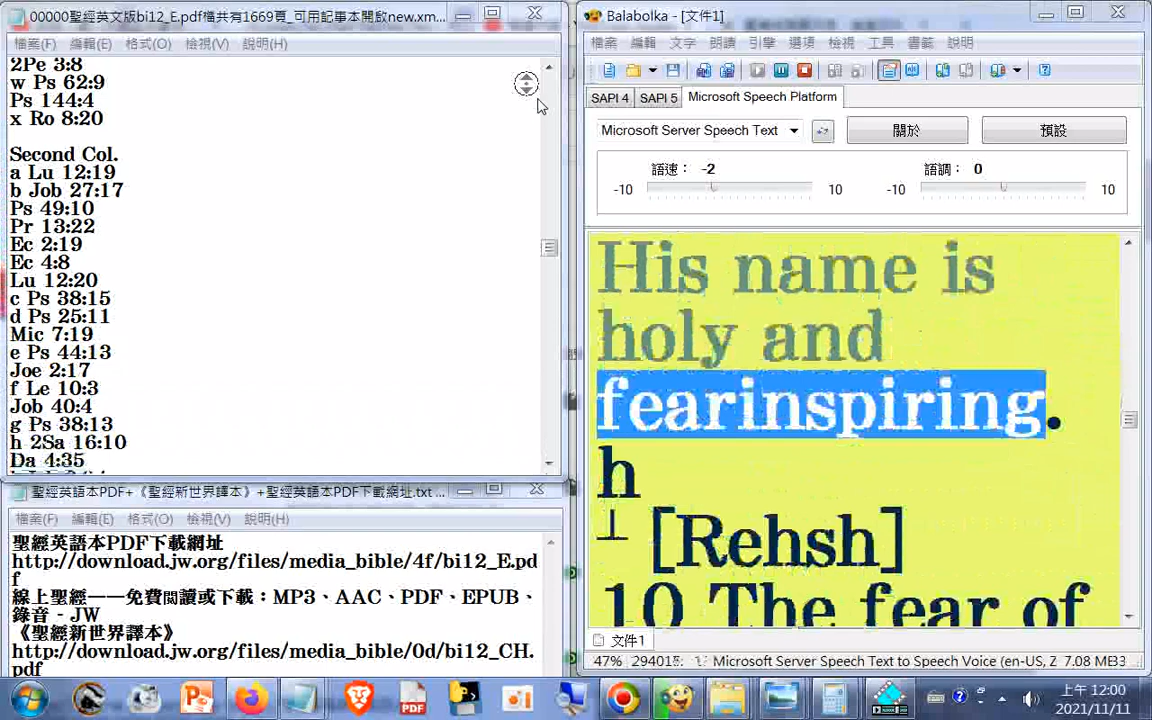 00000聖經英文版bi12_E.pdf檔共有1669頁_可用記事本開啟new.xm...
檔案(F) 編輯(E) 格式(O) 檢視(V) 說明(H)
2Pe 3:8
w Ps 62:9
Ps 144:4
x Ro 8:20
Second Col.
a Lu 12:19
b Job 27:17
Ps 49:10
Pr 13:22
Ec 2:19
Ec 4:8
Lu 12:20
c Ps 38:15
d Ps 25:11
Mic 7:19
e Ps 44:13
Joe 2:17
f Le 10:3
Job 40:4
g Ps 38:13
h 2Sa 16:10
Da 4:35
聖經英語本PDF+《聖經新世界譯本》+聖經英語本PDF下載網址.txt ...
檔案(F) 編輯(E) 格式(O) 檢視(V) 說明(H)
聖經英語本PDF下載網址
http://download.jw.org/files/media_bible/4f/bi12_E.pd
f
線上聖經——免費閱讀或下載：MP3、AAC、PDF、EPUB、
錄音 - JW
《聖經新世界譯本》
http://download.jw.org/files/media_bible/0d/bi12_CH.
pdf
Balabolka - [文件1]
檔案 編輯 文字 朗讀 引擎 選項 檢視 工具 書籤 說明
SAPI 4 SAPI 5 Microsoft Speech Platform
Microsoft Server Speech Text 關於 預設
語速： -2 語調： 0
-10 10 -10 10
His name is
holy and
fearinspiring.
h
⊥ [Rehsh]
10 The fear of
文件1
47% Microsoft Server Speech Text to Speech Voice (en-US, Z 7.08 MB
上午 12:00
2021/11/11